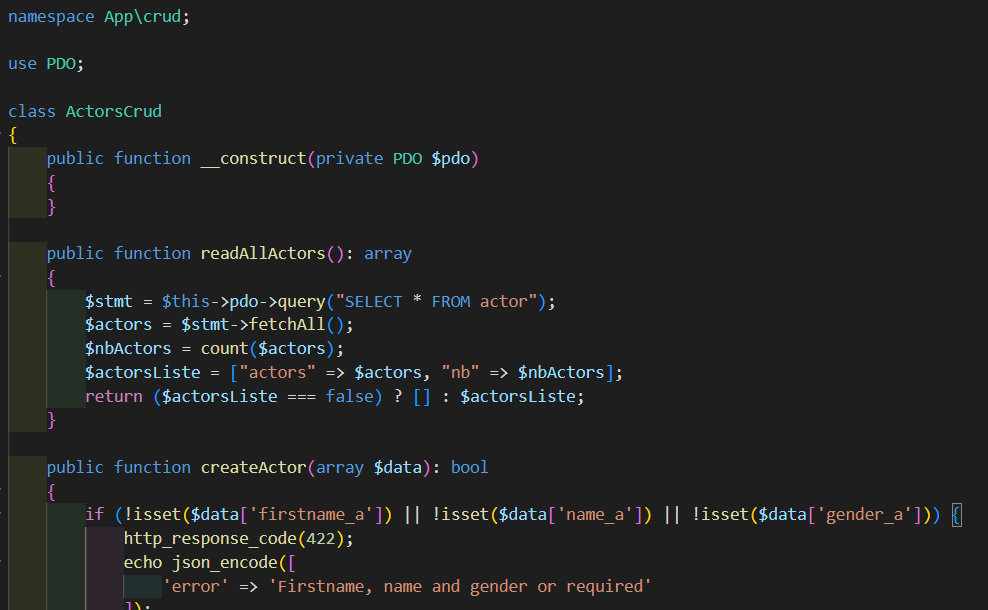 namespace App\crud;
use PDO;
class ActorsCrud
{
public function __construct(private PDO $pdo)
{
}
public function readAllActors(): array
{
$stmt = $this->pdo->query("SELECT * FROM actor");
$actors = $stmt->fetchAll();
$nbActors = count($actors);
$actorsListe = ["actors" => $actors, "nb" => $nbActors];
return ($actorsListe === false) ? [] : $actorsListe;
}
public function createActor(array $data): bool
{
if (!isset($data['firstname_a']) || !isset($data['name_a']) || !isset($data['gender_a'])) {
http_response_code(422);
echo json_encode([
'error' => 'Firstname, name and gender or required'
]);